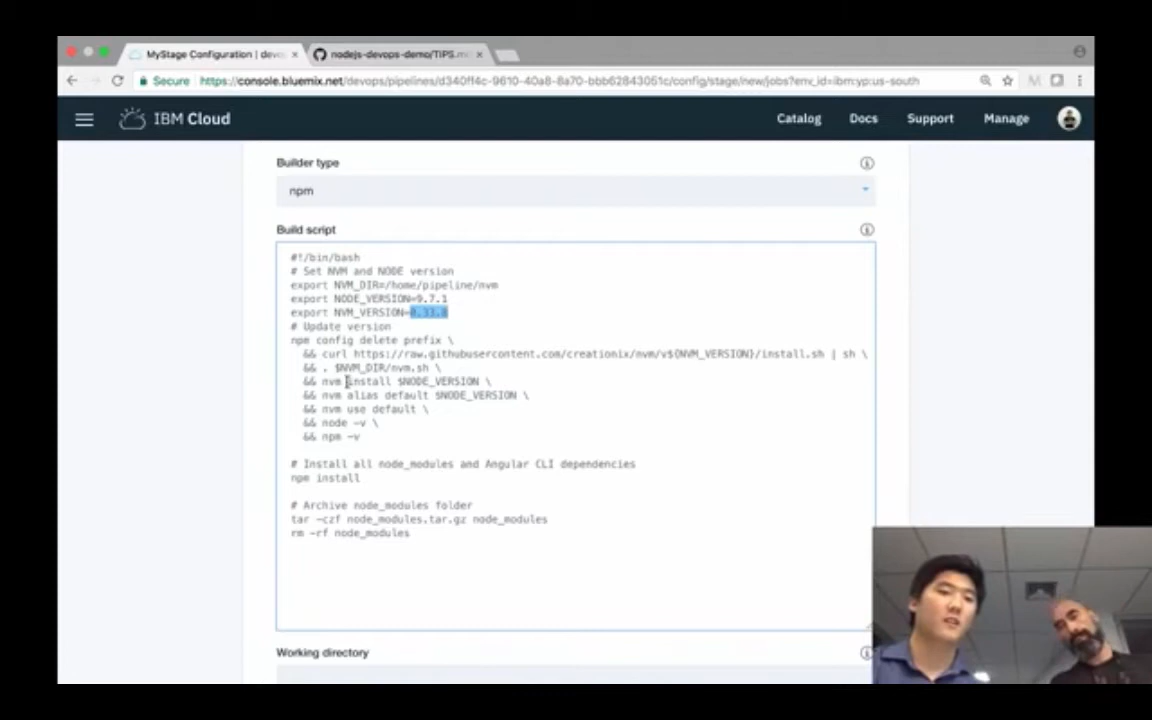 MyStage Configuration | devo
nodejs-devops-demo/TIPS.m
Secure
https://console.bluemix.net/devops/pipelines/d340ff4c-9610-40a8-8a70-bbb62843051c/config/stage/new/jobs?env_id=ibm:yp:us-south
IBM Cloud
Catalog
Docs
Support
Manage
Builder type
npm
Build script
#!/bin/bash
# Set NVM and NODE version
export NVM_DIR=/home/pipeline/nvm
export NODE_VERSION=9.7.1
export NVM_VERSION=0.33.8
# Update version
npm config delete prefix \
&& curl https://raw.githubusercontent.com/creationix/nvm/v${NVM_VERSION}/install.sh | sh \
&& . $NVM_DIR/nvm.sh \
&& nvm install $NODE_VERSION \
&& nvm alias default $NODE_VERSION \
&& nvm use default \
&& node -v \
&& npm -v
# Install all node_modules and Angular CLI dependencies
npm install
# Archive node_modules folder
tar -czf node_modules.tar.gz node_modules
rm -rf node_modules
Working directory